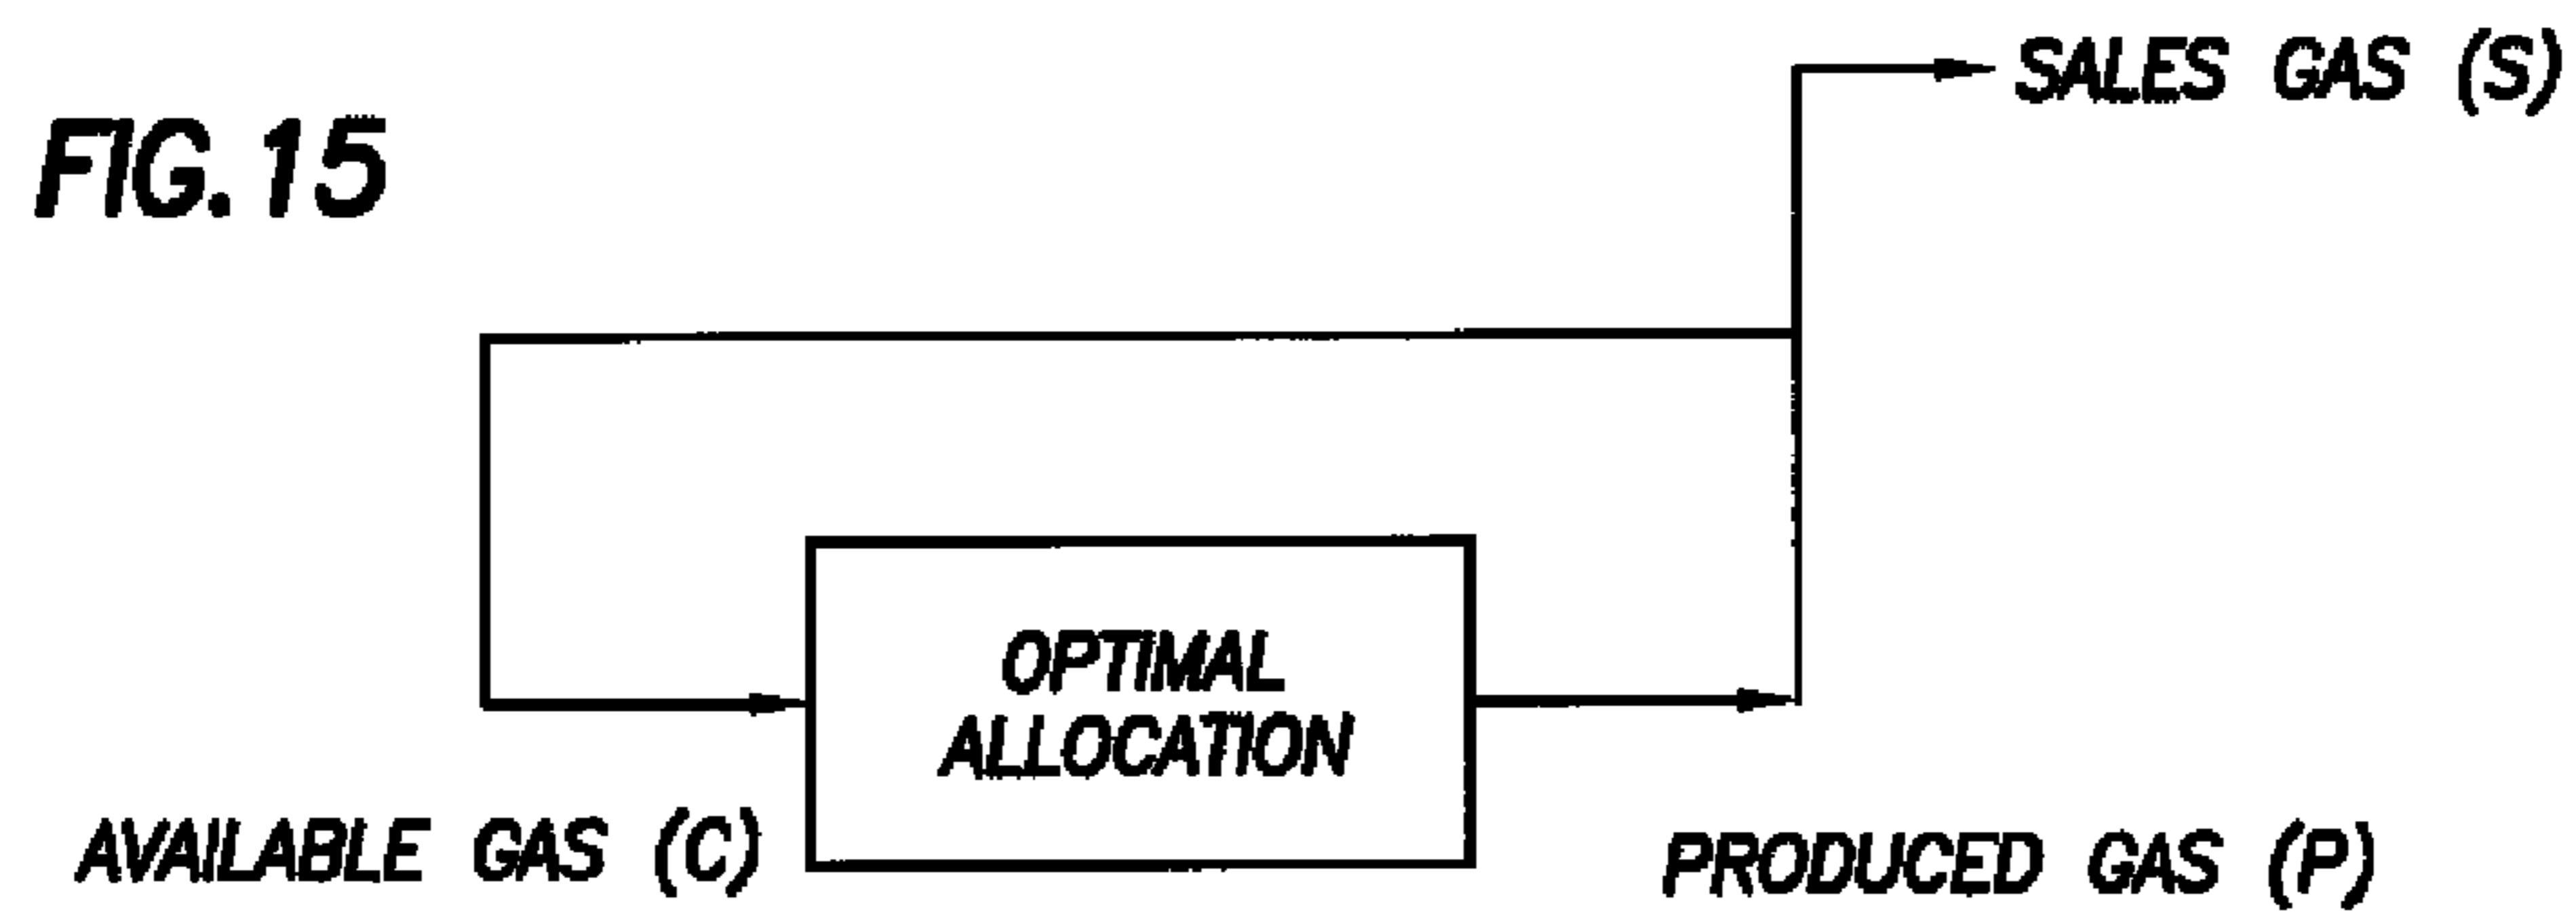 FIG. 15
SALES GAS (S)
OPTIMAL
ALLOCATION
AVAILABLE GAS (C)
PRODUCED GAS (P)